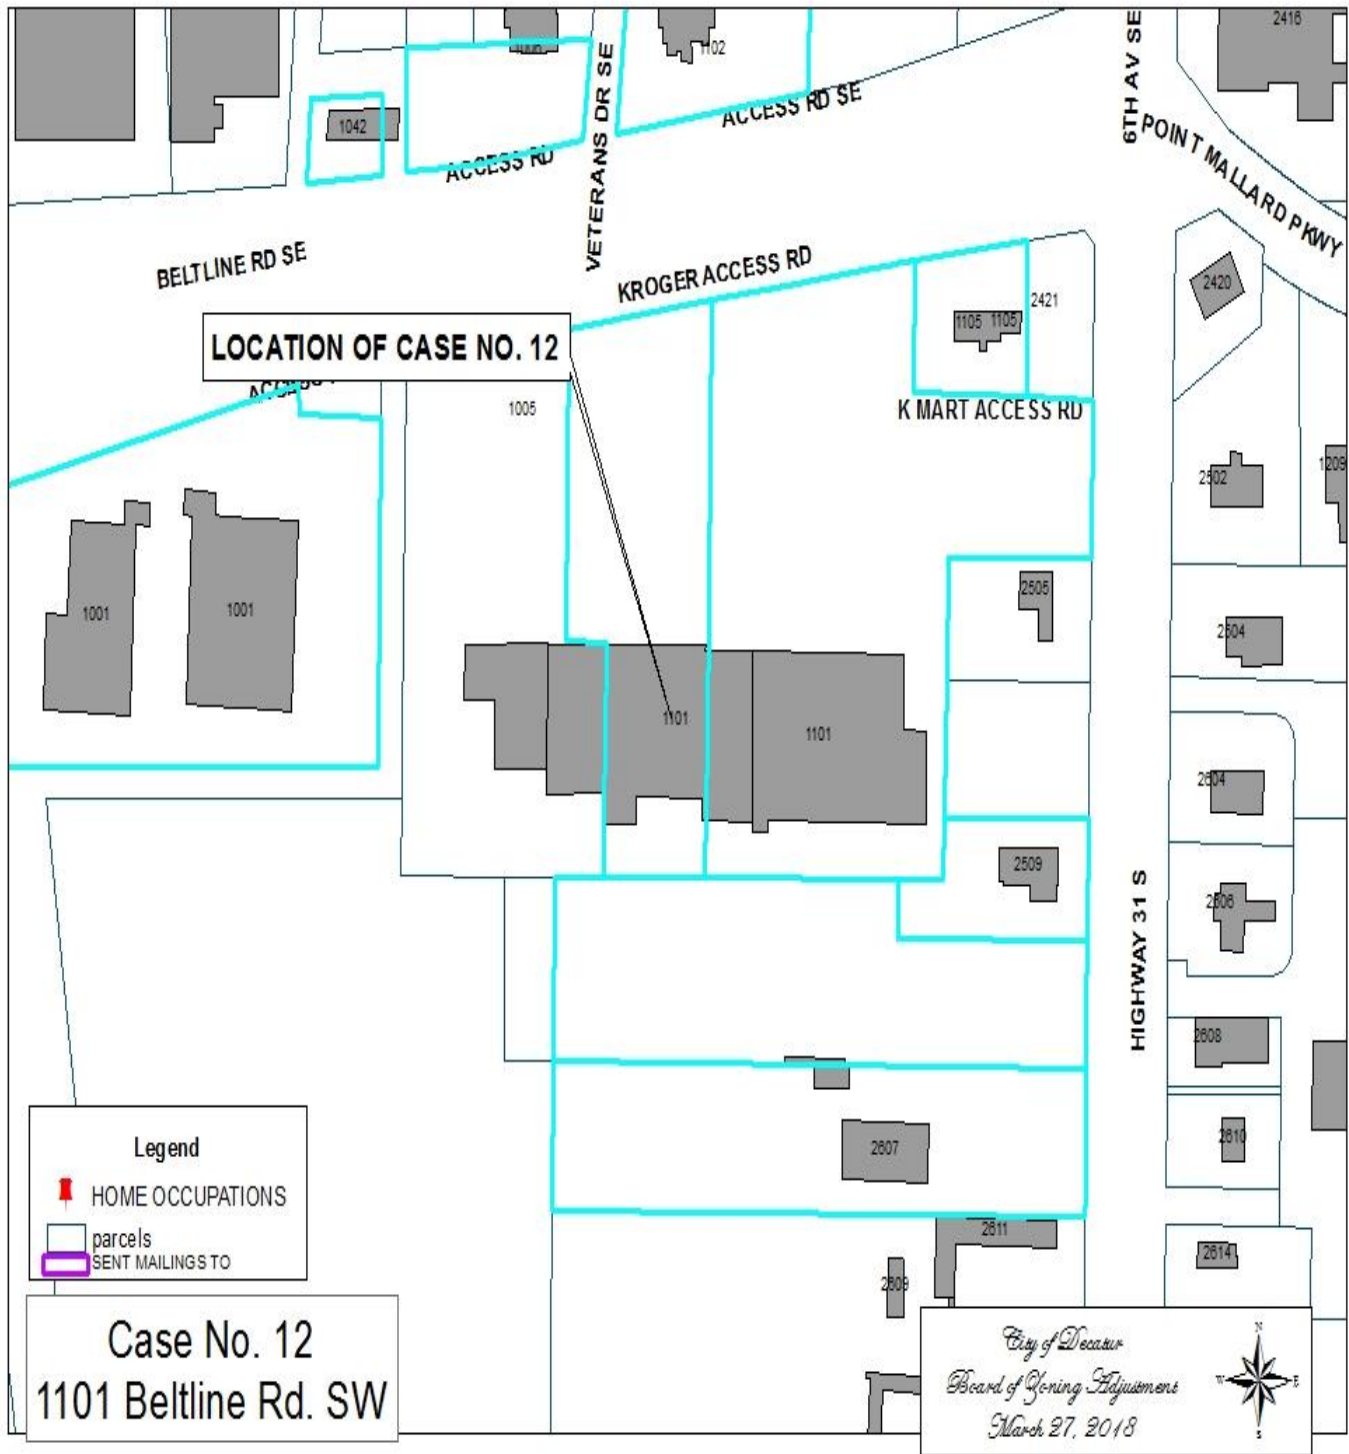 2416
1006
1102
6TH AV SE
1042
ACCESS RD SE
VETERANS DR SE
ACCESS RD
POINT MALLARD PKWY
BELTLINE RD SE
KROGER ACCESS RD
2420
2421
1105 1105
LOCATION OF CASE NO. 12
1005
K MART ACCESS RD
2502
1209
2505
1001
1001
2504
1101
1101
2604
2509
2606
HIGHWAY 31 S
2608
2610
2607
2611
2614
2609
Legend
HOME OCCUPATIONS
parcels
SENT MAILINGS TO
Case No. 12
1101 Beltline Rd. SW
City of Decatur
Board of Zoning Adjustment
March 27, 2018
N
W E
S